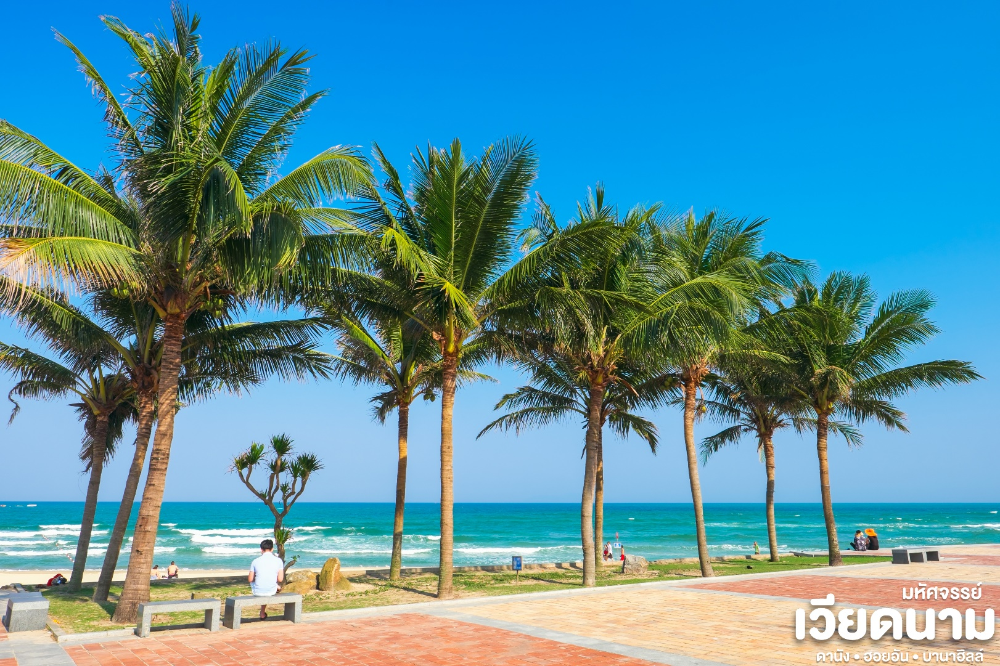 มหัศจรรย์
เวียดนาม
ดานัง • ฮอยอัน • บานาฮิลล์